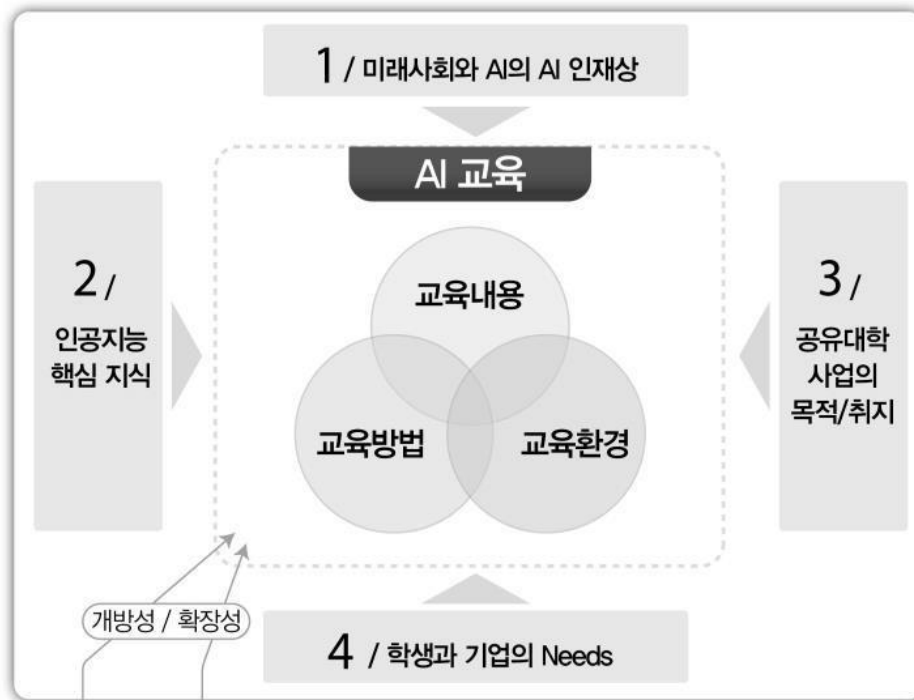 1 / 미래사회와 AI의 AI 인재상
AI 교육
2 /
인공지능
핵심 지식
교육내용
교육방법
교육환경
3 /
공유대학
사업의
목적/취지
개방성 / 확장성
4 / 학생과 기업의 Needs